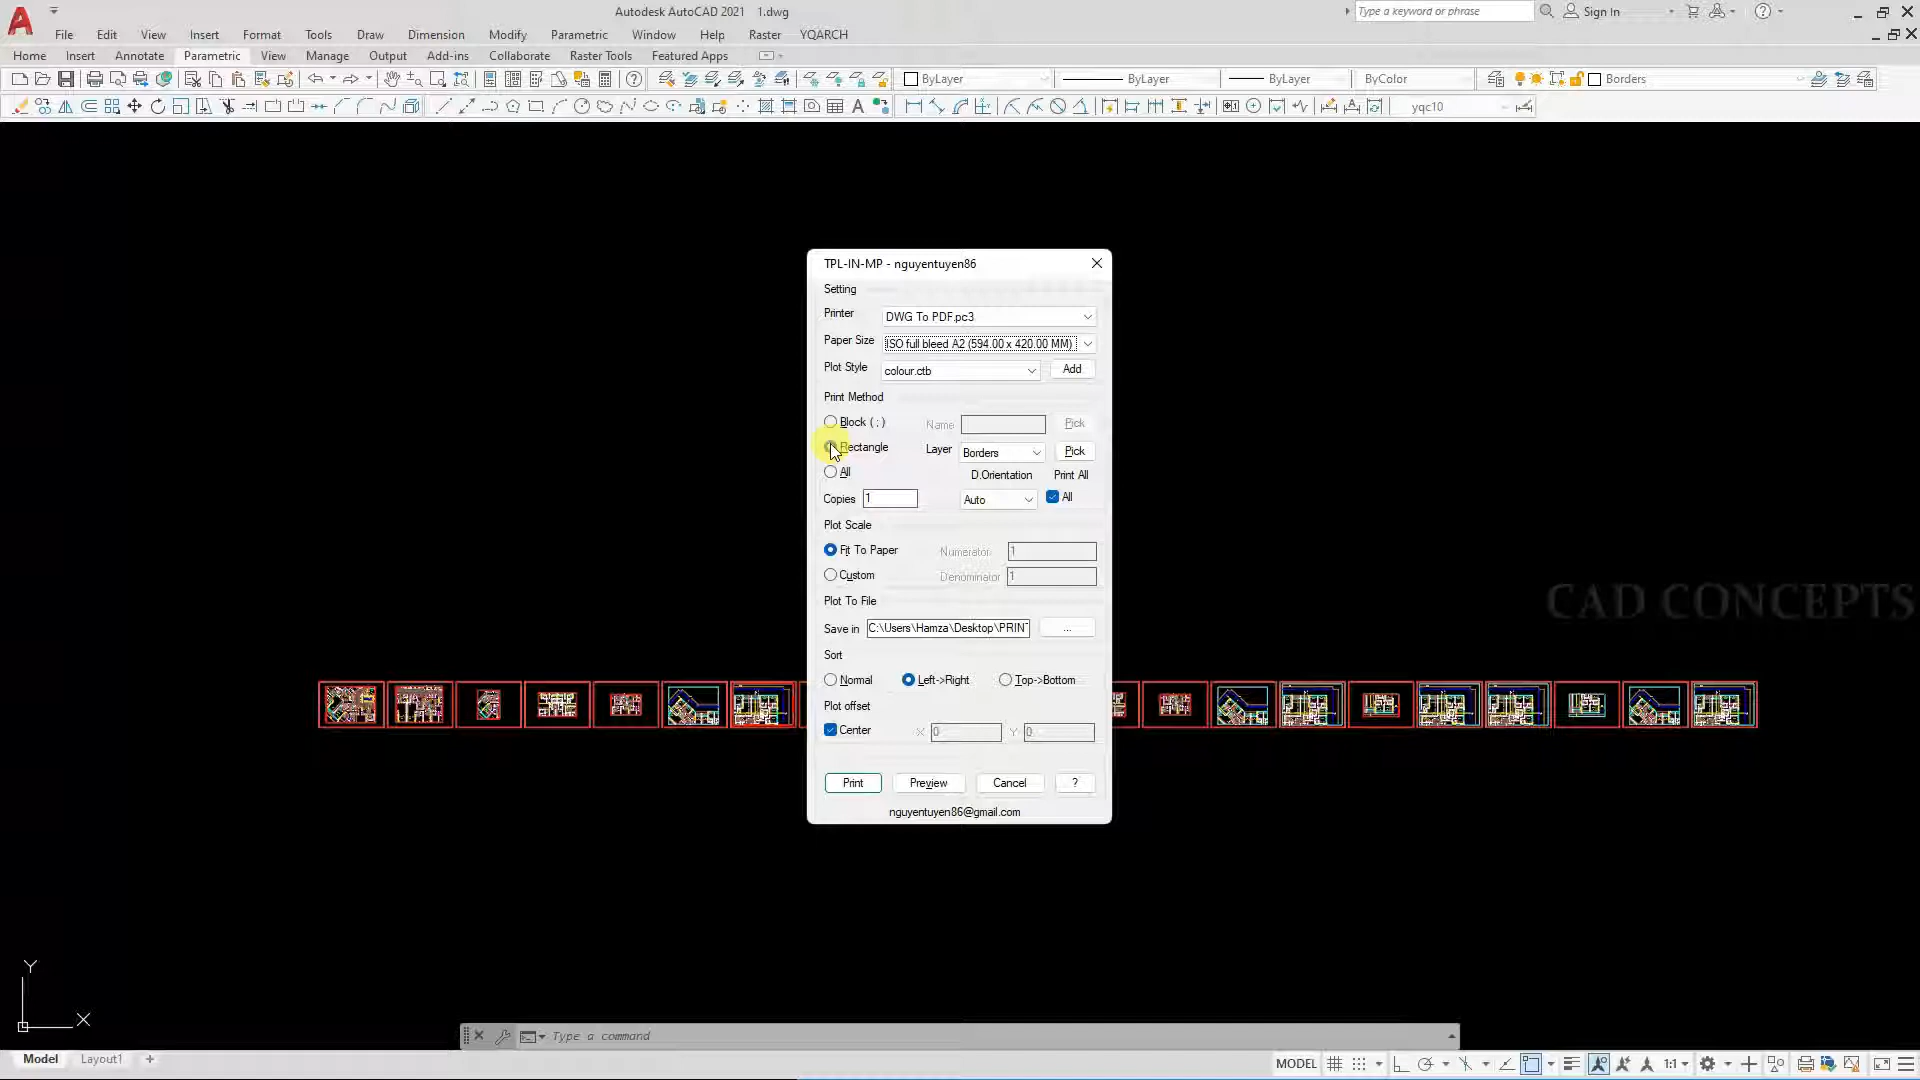 Autodesk AutoCAD 2021 1.dwg
Type a keyword or phrase
Sign In
File Edit View Insert Format Tools Draw Dimension Modify Parametric Window Help Raster YQARCH
Home Insert Annotate Parametric View Manage Output Add-ins Collaborate Raster Tools Featured Apps
ByLayer ByLayer ByLayer ByColor Borders
yqc10
TPL-IN-MP - nguyentuyen86
Setting
Printer DWG To PDF.pc3
Paper Size ISO full bleed A2 (594.00 x 420.00 MM)
Plot Style colour.ctb Add
Print Method
Block ( ; ) Name Pick
Rectangle Layer Borders Pick
All D.Orientation Print All
Copies 1 Auto All
Plot Scale
Fit To Paper Numerator 1
Custom Denominator 1
Plot To File
Save in C:\Users\Hamza\Desktop\PRINT ...
Sort
Normal Left->Right Top->Bottom
Plot offset
Center X 0 Y 0
Print Preview Cancel ?
nguyentuyen86@gmail.com
CAD CONCEPTS
Y
X
Type a command
Model Layout1 +
MODEL 1:1